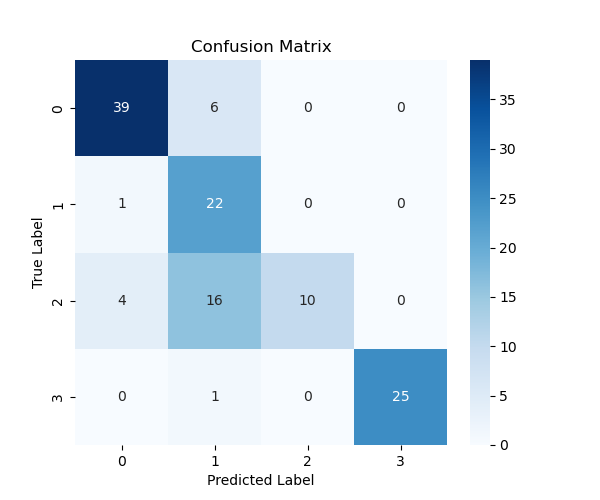 Confusion Matrix
True Label
0 39 6 0 0
1 1 22 0 0
2 4 16 10 0
3 0 1 0 25
0 1 2 3
Predicted Label
35
30
25
20
15
10
5
0